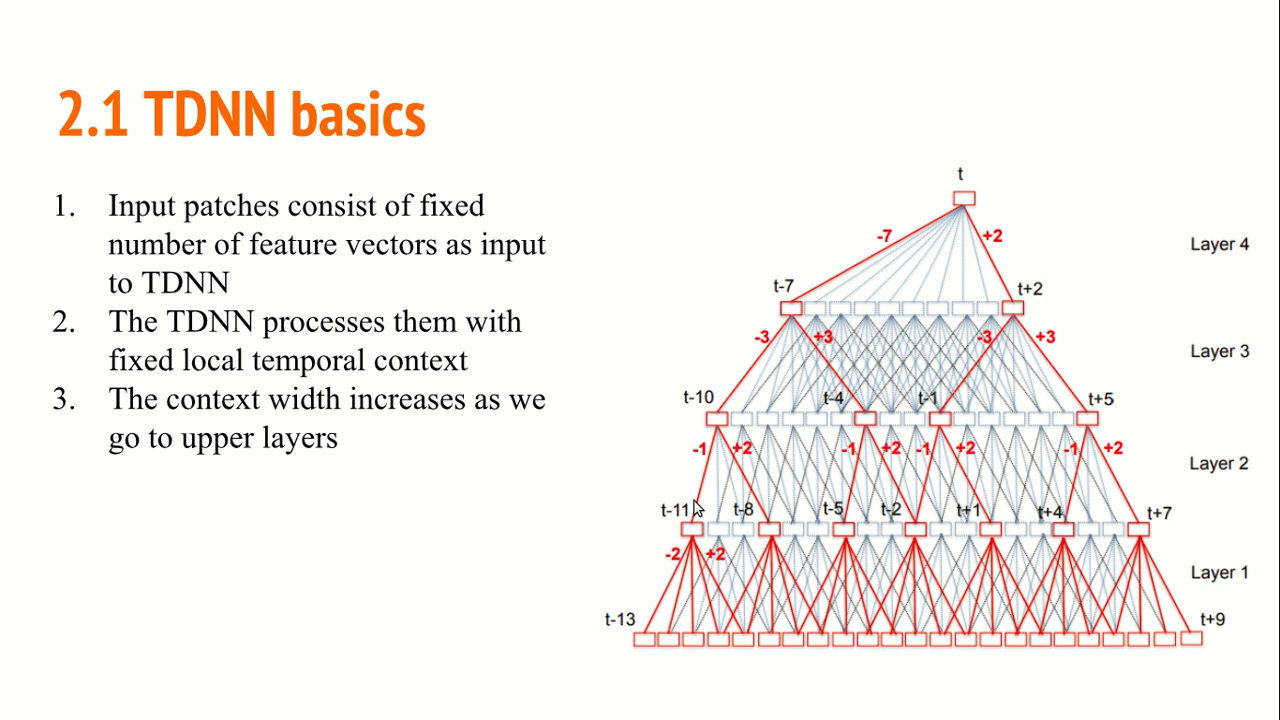 2.1 TDNN basics
1. Input patches consist of fixed
number of feature vectors as input
to TDNN
2. The TDNN processes them with
fixed local temporal context
3. The context width increases as we
go to upper layers
t
-7 +2
Layer 4
t-7 t+2
-3 +3 -3 +3
Layer 3
t-10 t-4 t-1 t+5
-1 +2 -1 +2 -1 +2 -1 +2
Layer 2
t-11 t-8 t-5 t-2 t+1 t+4 t+7
-2 +2
Layer 1
t-13 t+9